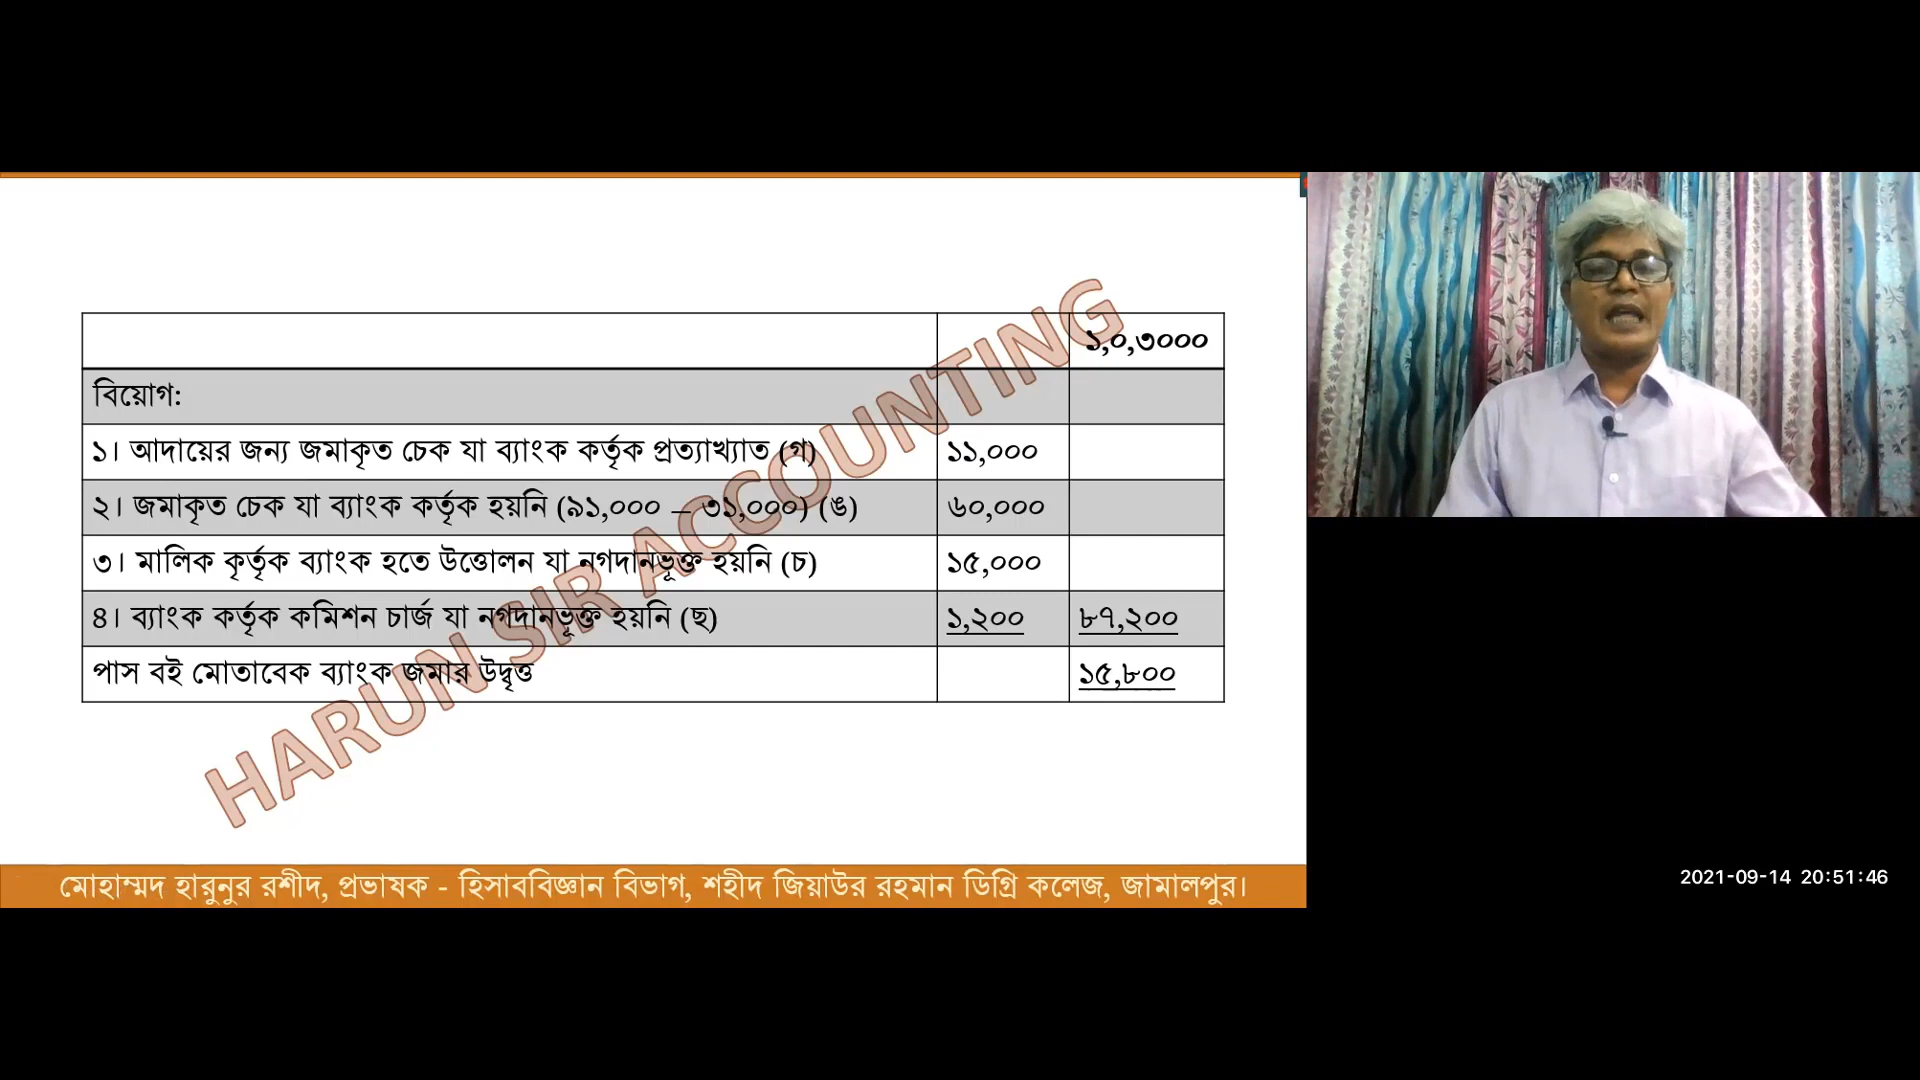 ১,০,৩০০০
বিয়োগ:
১। আদায়ের জন্য জমাকৃত চেক যা ব্যাংক কর্তৃক প্রত্যাখ্যাত (গ) ১১,০০০
২। জমাকৃত চেক যা ব্যাংক কর্তৃক হয়নি (৯১,০০০ – ৩১,০০০) (ঙ) ৬০,০০০
৩। মালিক কৃর্তৃক ব্যাংক হতে উত্তোলন যা নগদানভূক্ত হয়নি (চ) ১৫,০০০
৪। ব্যাংক কর্তৃক কমিশন চার্জ যা নগদানভূক্ত হয়নি (ছ) ১,২০০ ৮৭,২০০
পাস বই মোতাবেক ব্যাংক জমার উদ্বৃত্ত ১৫,৮০০
HARUN SIR ACCOUNTING
মোহাম্মদ হারুনুর রশীদ, প্রভাষক - হিসাববিজ্ঞান বিভাগ, শহীদ জিয়াউর রহমান ডিগ্রি কলেজ, জামালপুর।
2021-09-14 20:51:46